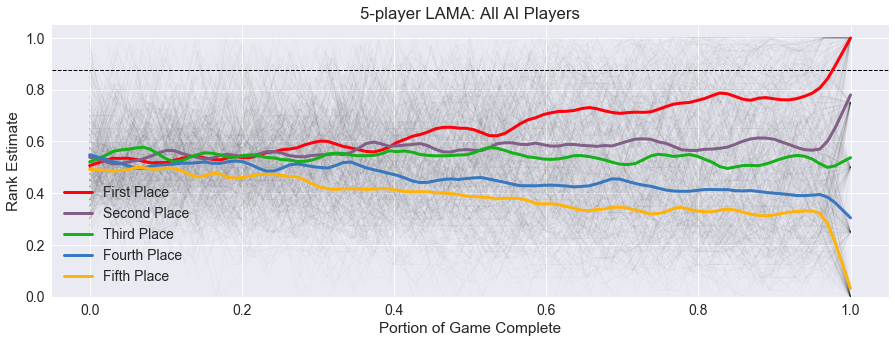 5-player LAMA: All AI Players
1.0
0.8
0.6
0.4
0.2
0.0
Rank Estimate
First Place
Second Place
Third Place
Fourth Place
Fifth Place
0.0 0.2 0.4 0.6 0.8 1.0
Portion of Game Complete